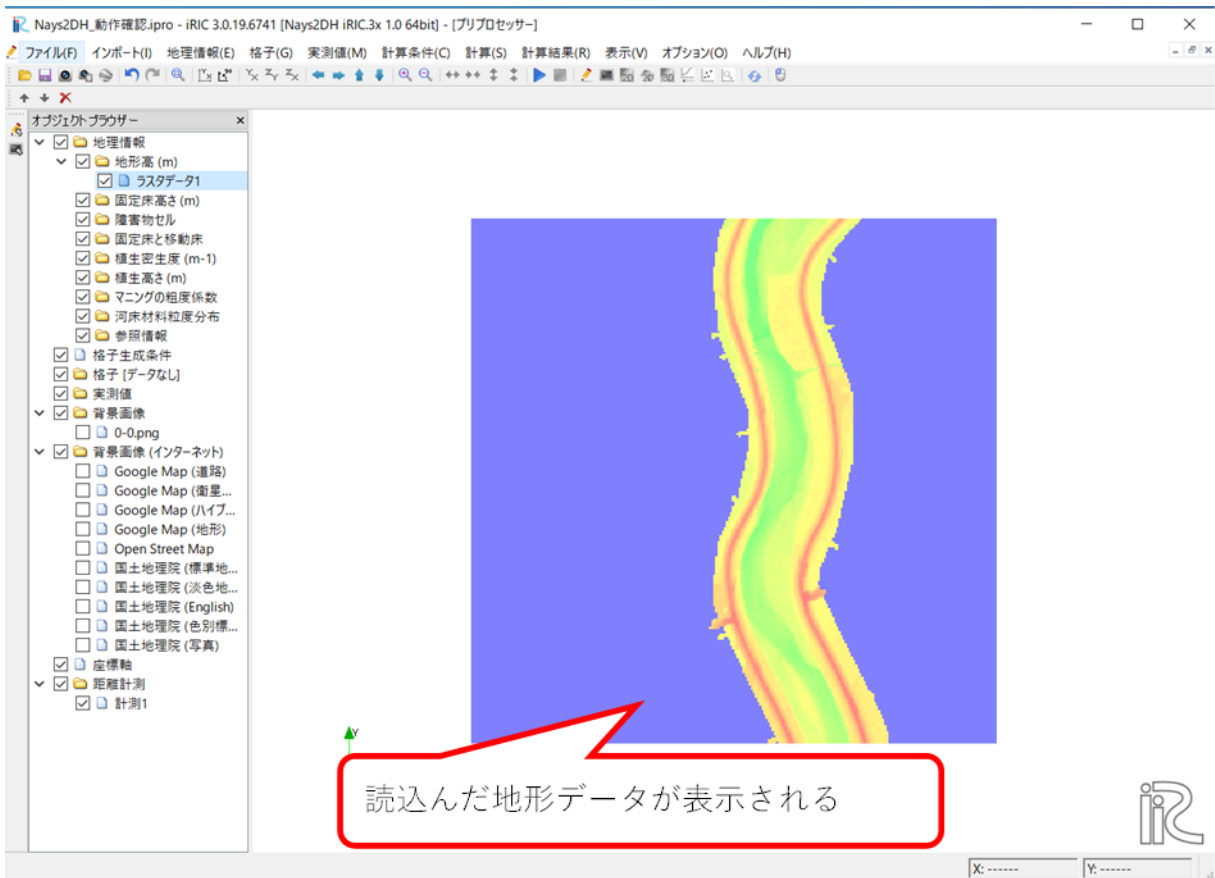 Nays2DH_動作確認.ipro - iRIC 3.0.19.6741 [Nays2DH iRIC.3x 1.0 64bit] - [プリプロセッサー]
ファイル(F) インポート(I) 地理情報(E) 格子(G) 実測値(M) 計算条件(C) 計算(S) 計算結果(R) 表示(V) オプション(O) ヘルプ(H)
オブジェクトブラウザー
地理情報
地形高 (m)
ラスタデータ1
固定床高さ (m)
障害物セル
固定床と移動床
植生密生度 (m-1)
植生高さ (m)
マニングの粗度係数
河床材料粒度分布
参照情報
格子生成条件
格子 [データなし]
実測値
背景画像
0-0.png
背景画像 (インターネット)
Google Map (道路)
Google Map (衛星...
Google Map (ハイブ...
Google Map (地形)
Open Street Map
国土地理院 (標準地...
国土地理院 (淡色地...
国土地理院 (English)
国土地理院 (色別標...
国土地理院 (写真)
座標軸
距離計測
計測1
Y
読込んだ地形データが表示される
iRIC
X: ------ Y: ------